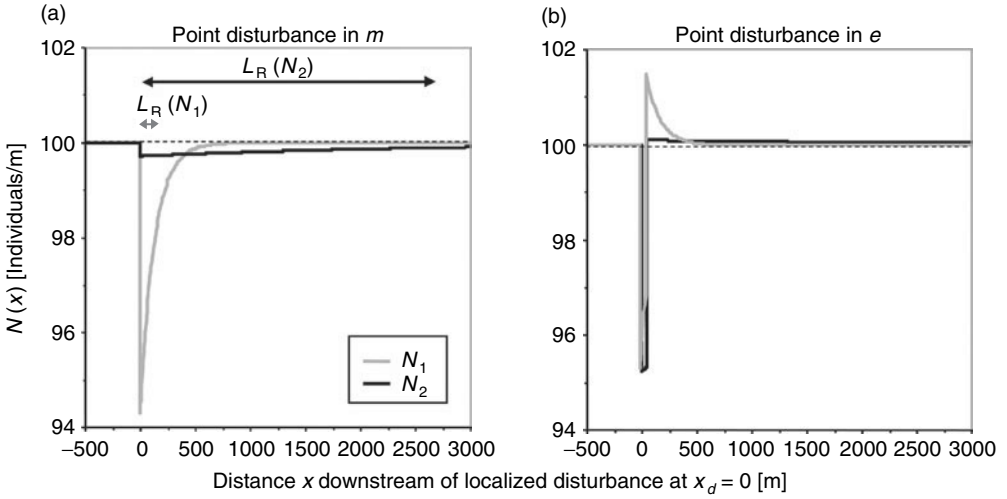 (a)
Point disturbance in m
102
100
98
96
94
L_R (N_2)
L_R (N_1)
N_1
N_2
−500 0 500 1000 1500 2000 2500 3000
(b)
Point disturbance in e
102
100
98
96
94
−500 0 500 1000 1500 2000 2500 3000
N (x) [Individuals/m]
Distance x downstream of localized disturbance at x_d = 0 [m]